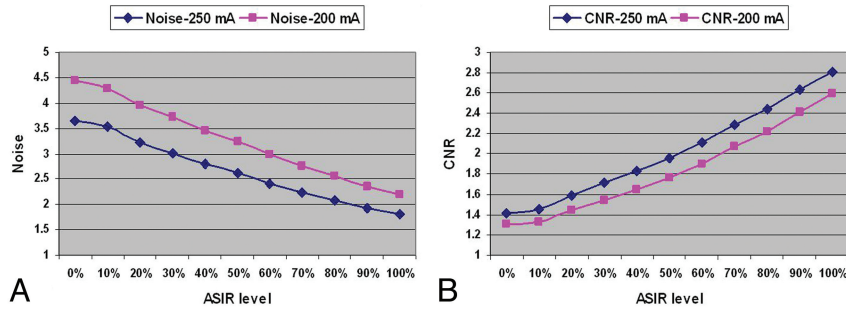 Noise-250 mA Noise-200 mA
5
4.5
4
3.5
3
2.5
2
1.5
1
Noise
0% 10% 20% 30% 40% 50% 60% 70% 80% 90% 100%
ASIR level
A
CNR-250 mA CNR-200 mA
3
2.8
2.6
2.4
2.2
2
1.8
1.6
1.4
1.2
1
CNR
0% 10% 20% 30% 40% 50% 60% 70% 80% 90% 100%
ASIR level
B